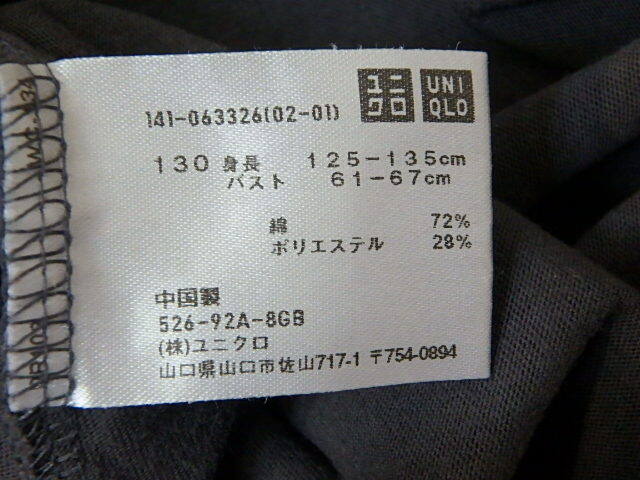 ユニクロ
UNIQLO
141-063326(02-01)
130 身長 125-135cm
バスト 61-67cm
綿 72%
ポリエステル 28%
中国製
526-92A-8GB
(株)ユニクロ
山口県山口市佐山717-1 〒754-0894